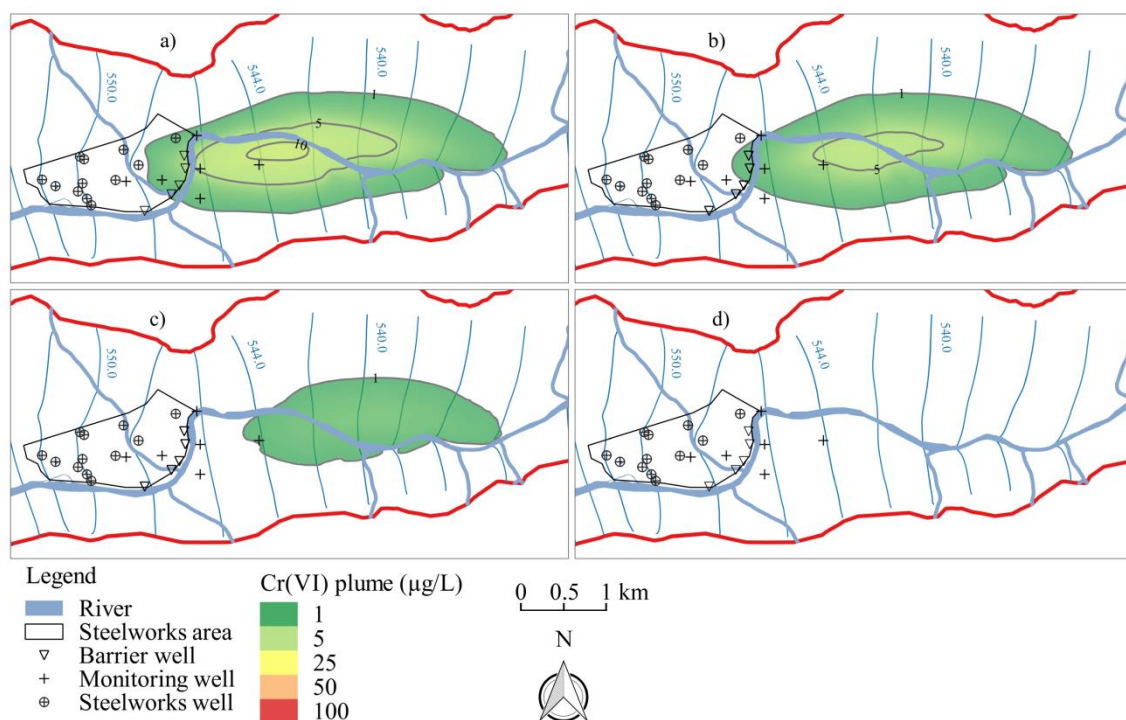 a)
550.0
544.0
540.0
1
5
10
b)
550.0
544.0
540.0
1
5
c)
550.0
544.0
540.0
1
d)
550.0
544.0
540.0
Legend
River
Steelworks area
Barrier well
Monitoring well
Steelworks well
Cr(VI) plume (µg/L)
1
5
25
50
100
0 0.5 1 km
N